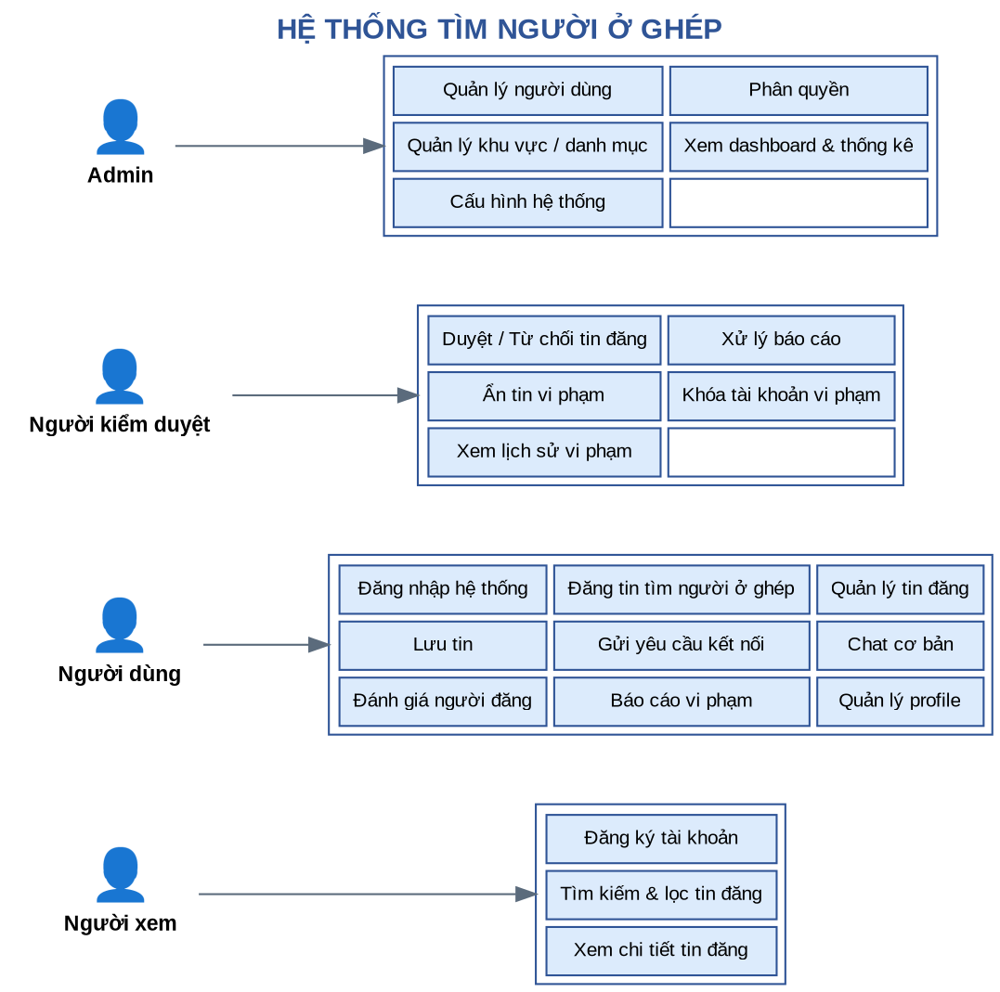 HỆ THỐNG TÌM NGƯỜI Ở GHÉP
Admin
Quản lý người dùng
Phân quyền
Quản lý khu vực / danh mục
Xem dashboard & thống kê
Cấu hình hệ thống
Người kiểm duyệt
Duyệt / Từ chối tin đăng
Xử lý báo cáo
Ẩn tin vi phạm
Khóa tài khoản vi phạm
Xem lịch sử vi phạm
Người dùng
Đăng nhập hệ thống
Đăng tin tìm người ở ghép
Quản lý tin đăng
Lưu tin
Gửi yêu cầu kết nối
Chat cơ bản
Đánh giá người đăng
Báo cáo vi phạm
Quản lý profile
Người xem
Đăng ký tài khoản
Tìm kiếm & lọc tin đăng
Xem chi tiết tin đăng